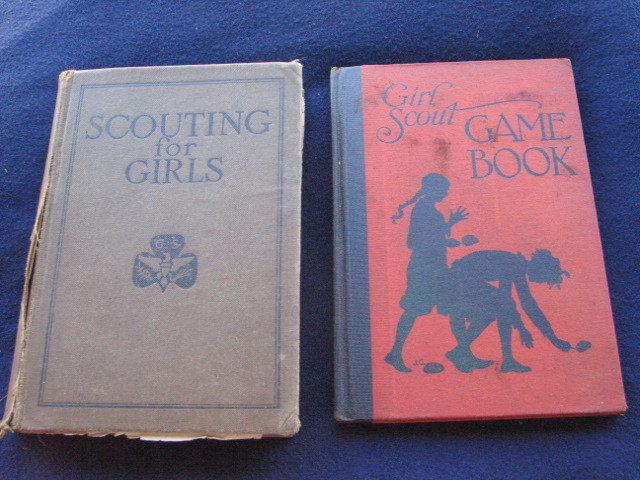 SCOUTING
for
GIRLS
G.S.
Girl
Scout
GAME
BOOK